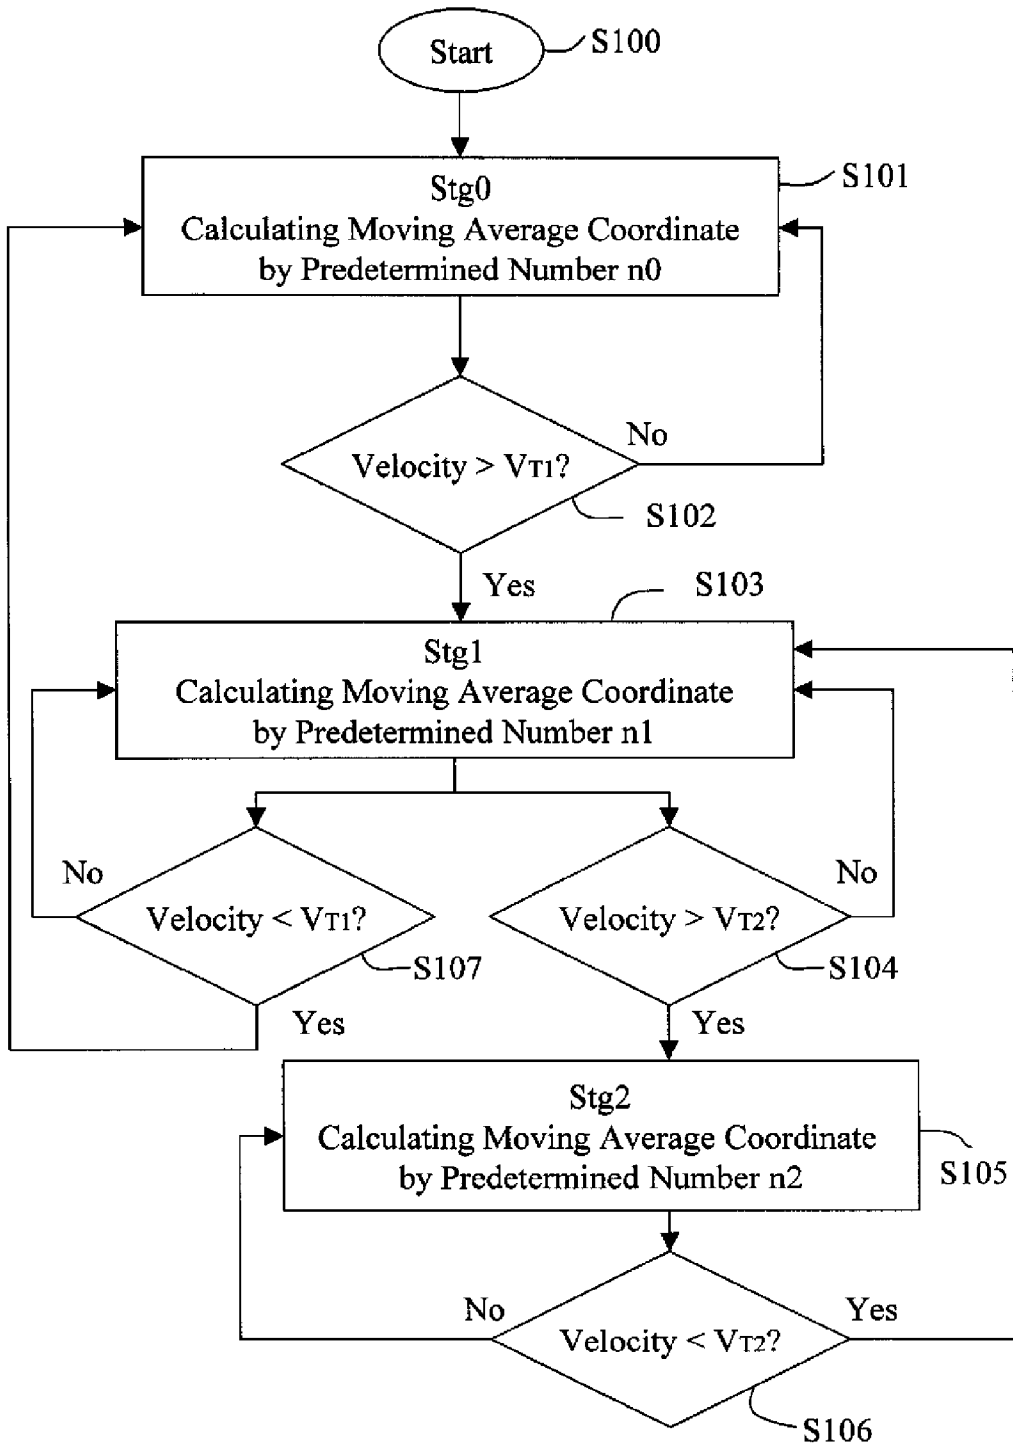 Start
S100
Stg0
Calculating Moving Average Coordinate
by Predetermined Number n0
S101
No
Velocity > VT1?
S102
Yes
S103
Stg1
Calculating Moving Average Coordinate
by Predetermined Number n1
No
Velocity < VT1?
S107
Yes
No
Velocity > VT2?
S104
Yes
Stg2
Calculating Moving Average Coordinate
by Predetermined Number n2
S105
No
Yes
Velocity < VT2?
S106